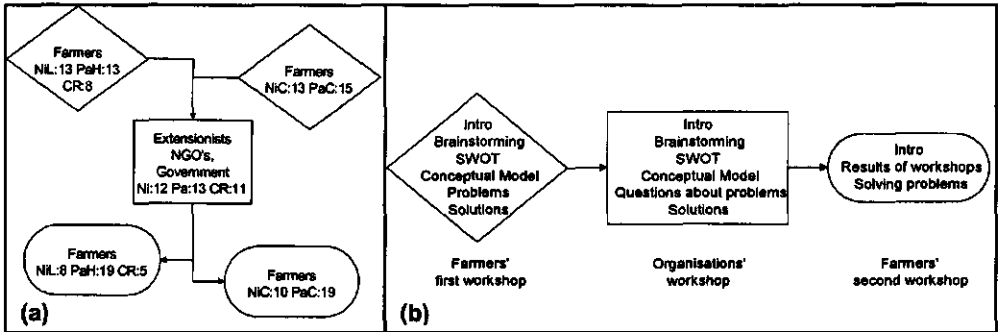 Farmers
NiL:13 PaH:13
CR:8
Farmers
NiC:13 PaC:15
Extensionists
NGO's,
Government
Ni:12 Pa:13 CR:11
Farmers
NiL:8 PaH:19 CR:5
Farmers
NiC:10 PaC:19
(a)
Intro
Brainstorming
SWOT
Conceptual Model
Problems
Solutions
Farmers'
first workshop
Intro
Brainstorming
SWOT
Conceptual Model
Questions about problems
Solutions
Organisations'
workshop
Intro
Results of workshops
Solving problems
Farmers'
second workshop
(b)